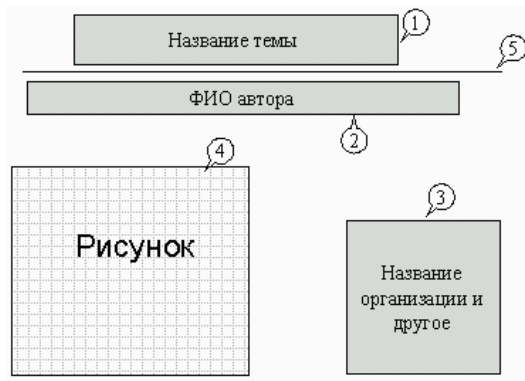 Название темы
1
5
ФИО автора
2
4
3
Рисунок
Название
организации и
другое